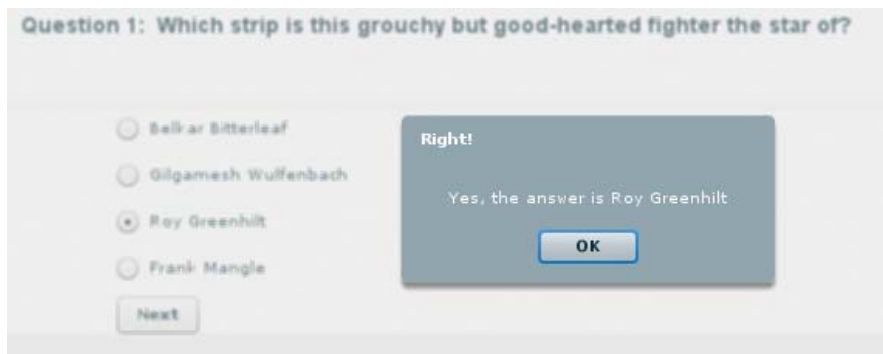 Question 1: Which strip is this grouchy but good-hearted fighter the star of?
Belkar Bitterleaf
Gilgamesh Wulfenbach
Roy Greenhilt
Frank Mangle
Next
Right!
Yes, the answer is Roy Greenhilt
OK